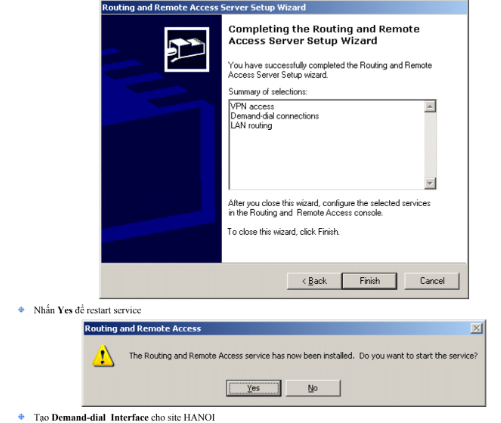 Routing and Remote Access Server Setup Wizard
Completing the Routing and Remote
Access Server Setup Wizard
You have successfully completed the Routing and Remote
Access Server Setup wizard.
Summary of selections:
VPN access
Demand-dial connections
LAN routing
After you close this wizard, configure the selected services
in the Routing and Remote Access console.
To close this wizard, click Finish.
< Back Finish Cancel
Nhấn Yes để restart service
Routing and Remote Access
The Routing and Remote Access service has now been installed. Do you want to start the service?
Yes No
Tạo Demand-dial Interface cho site HANOI